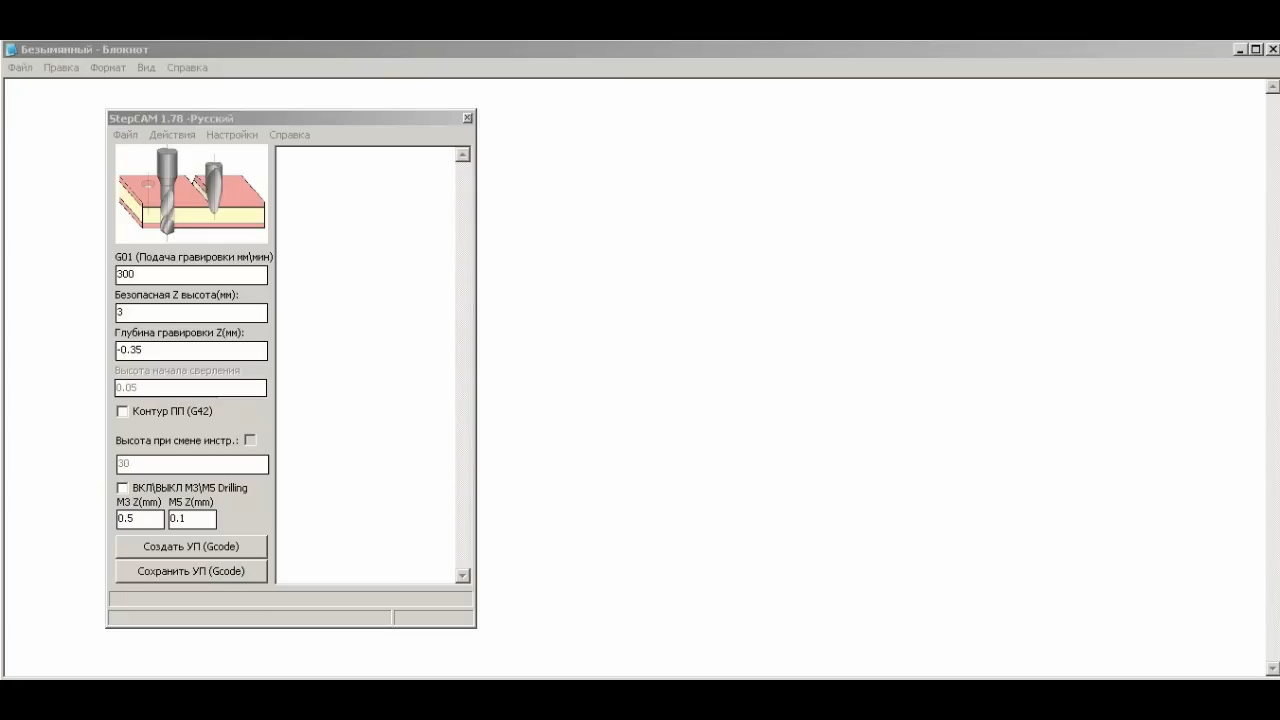 Безымянный - Блокнот
Файл Правка Формат Вид Справка
StepCAM 1.78 -Русский
Файл Действия Настройки Справка
G01 (Подача гравировки мм\мин)
300
Безопасная Z высота(мм):
3
Глубина гравировки Z(мм):
-0.35
Высота начала сверления
0.05
Контур ПП (G42)
Высота при смене инстр.:
30
ВКЛ\ВЫКЛ M3\M5 Drilling
M3 Z(mm) M5 Z(mm)
0.5 0.1
Создать УП (Gcode)
Сохранить УП (Gcode)